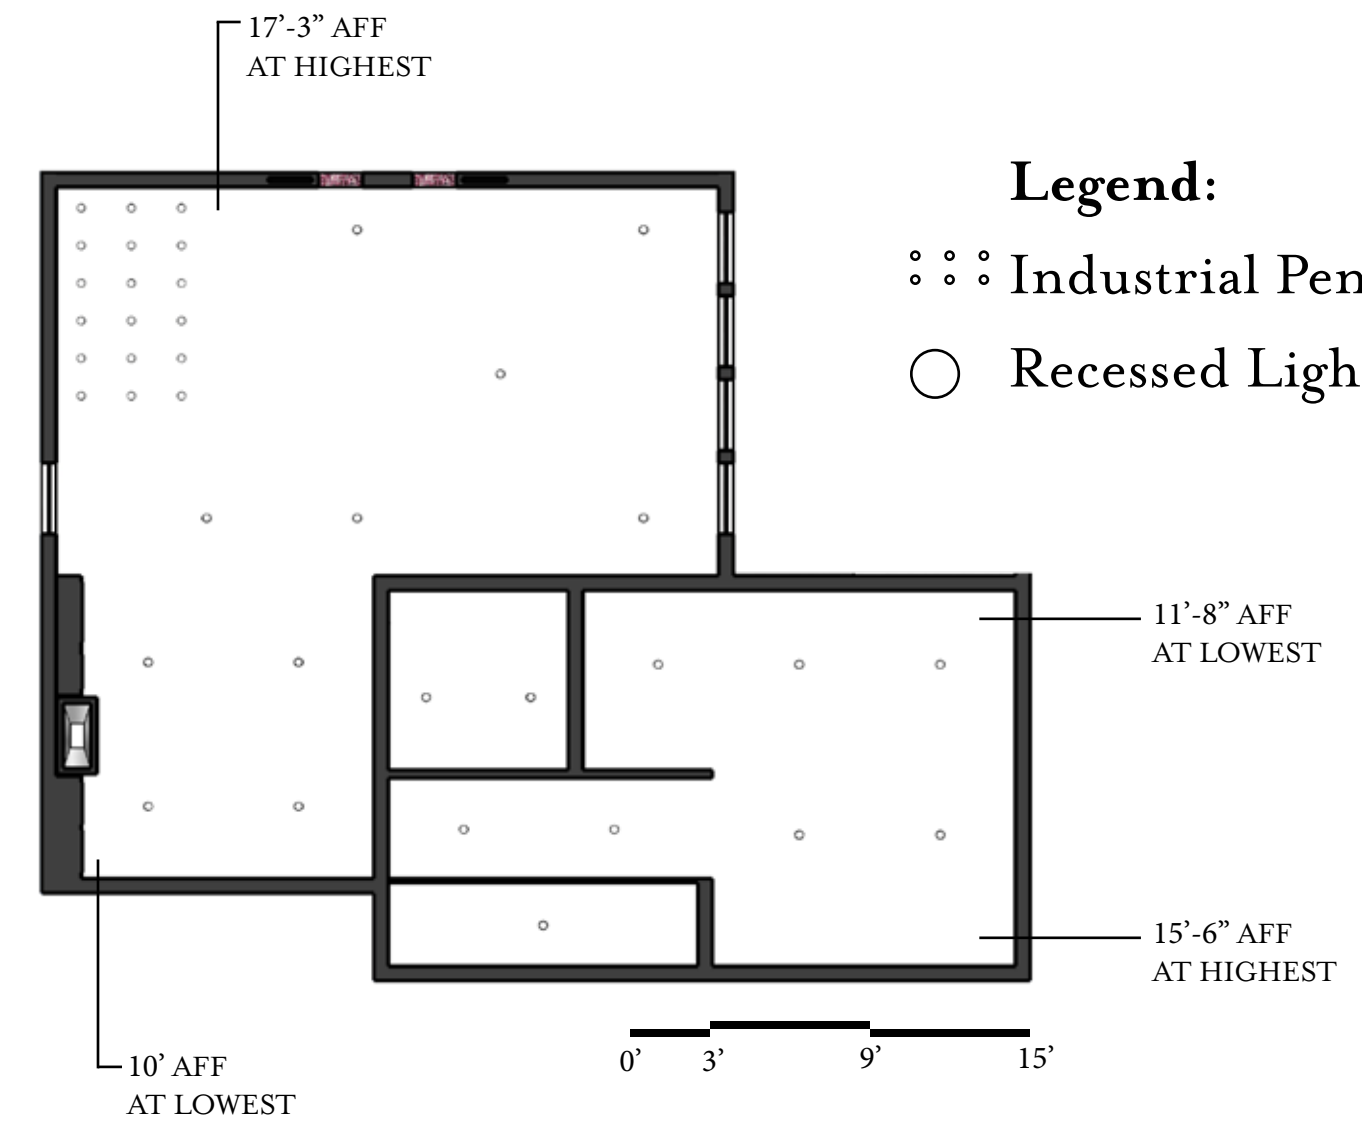 17’-3” AFF
AT HIGHEST
Legend:
Industrial Pen
Recessed Ligh
11’-8” AFF
AT LOWEST
15’-6” AFF
AT HIGHEST
0’ 3’ 9’ 15’
10’ AFF
AT LOWEST